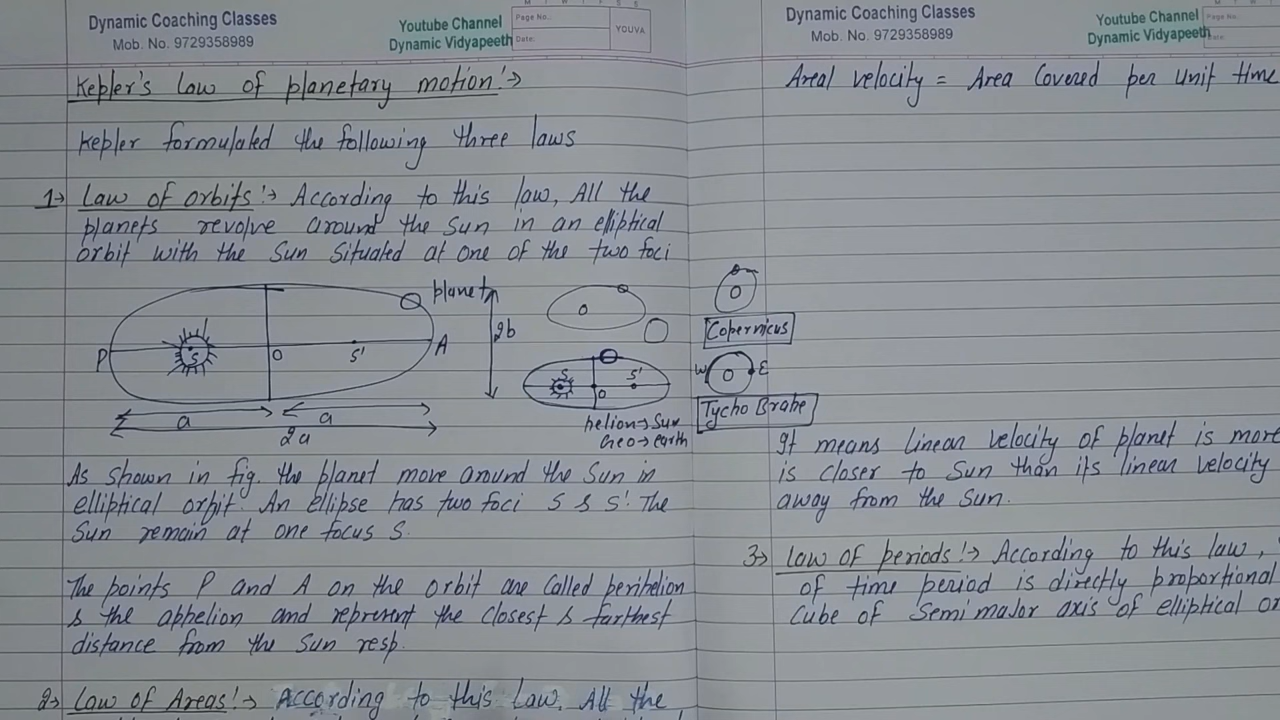 Dynamic Coaching Classes
Mob. No. 9729358989
Youtube Channel
Dynamic Vidyapeeth
Page No.:
Date:
YOUVA
Kepler's Law of planetary motion :->
Kepler formulated the following three laws
1-> Law of orbits :-> According to this law, All the
planets revolve around the Sun in an elliptical
orbit with the Sun Situated at one of the two foci
planet
P
S
O
S'
A
2b
a
a
2a
S
O
S'
helion -> Sun
Geo -> earth
Copernicus
W
E
Tycho Brahe
As shown in fig. the planet move around the Sun in
elliptical orbit. An ellipse has two foci S & S'. The
Sun remain at one focus S.
The points P and A on the orbit are called perihelion
& the aphelion and represent the closest & farthest
distance from the Sun resp.
2-> Law of Areas :-> According to this Law, All the
Dynamic Coaching Classes
Mob. No. 9729358989
Youtube Channel
Dynamic Vidyapeeth
Page No.:
Date:
Areal velocity = Area Covered per unit time
It means linear velocity of planet is more
is closer to Sun than its linear velocity
away from the Sun.
3-> Law of periods :-> According to this law,
of time period is directly proportional
Cube of Semi major axis of elliptical or